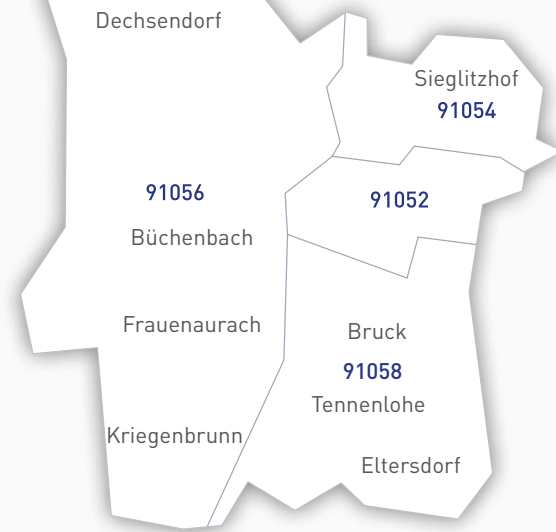 Dechsendorf
Sieglitzhof
91054
91056
91052
Büchenbach
Frauenaurach
Bruck
91058
Tennenlohe
Kriegenbrunn
Eltersdorf